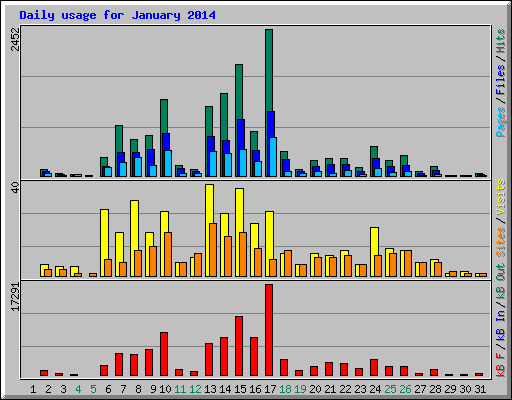 Daily usage for January 2014
2452
Pages/Files/Hits
40
Sites/Visits
17291
kB F/kB In/kB Out
1 2 3 4 5 6 7 8 9 10 11 12 13 14 15 16 17 18 19 20 21 22 23 24 25 26 27 28 29 30 31